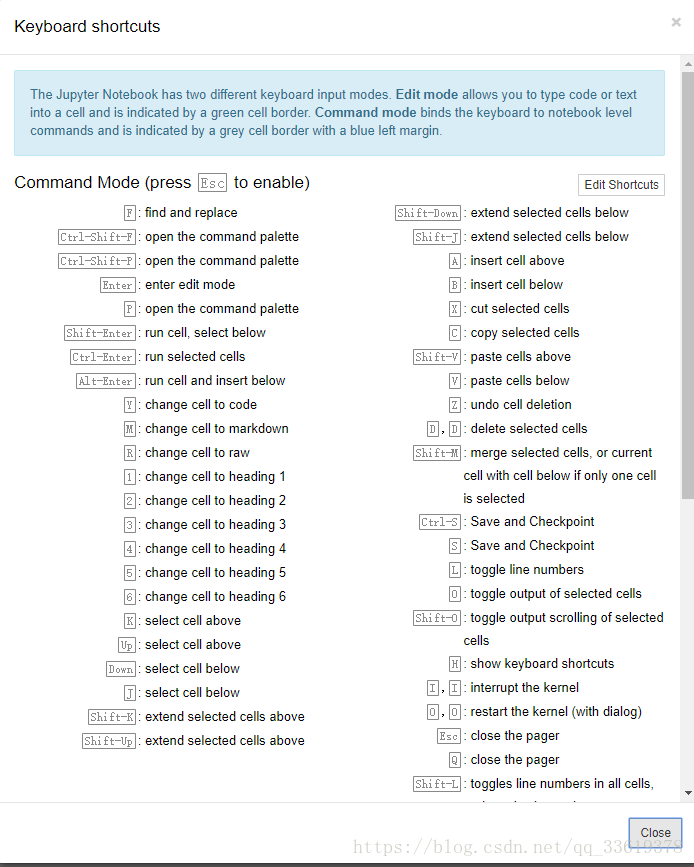 Keyboard shortcuts
×
The Jupyter Notebook has two different keyboard input modes. Edit mode allows you to type code or text
into a cell and is indicated by a green cell border. Command mode binds the keyboard to notebook level
commands and is indicated by a grey cell border with a blue left margin.
Command Mode (press Esc to enable)
Edit Shortcuts
F : find and replace
Ctrl-Shift-F : open the command palette
Ctrl-Shift-P : open the command palette
Enter : enter edit mode
P : open the command palette
Shift-Enter : run cell, select below
Ctrl-Enter : run selected cells
Alt-Enter : run cell and insert below
Y : change cell to code
M : change cell to markdown
R : change cell to raw
1 : change cell to heading 1
2 : change cell to heading 2
3 : change cell to heading 3
4 : change cell to heading 4
5 : change cell to heading 5
6 : change cell to heading 6
K : select cell above
Up : select cell above
Down : select cell below
J : select cell below
Shift-K : extend selected cells above
Shift-Up : extend selected cells above
Shift-Down : extend selected cells below
Shift-J : extend selected cells below
A : insert cell above
B : insert cell below
X : cut selected cells
C : copy selected cells
Shift-V : paste cells above
V : paste cells below
Z : undo cell deletion
D , D : delete selected cells
Shift-M : merge selected cells, or current
cell with cell below if only one cell
is selected
Ctrl-S : Save and Checkpoint
S : Save and Checkpoint
L : toggle line numbers
O : toggle output of selected cells
Shift-O : toggle output scrolling of selected
cells
H : show keyboard shortcuts
I , I : interrupt the kernel
0 , 0 : restart the kernel (with dialog)
Esc : close the pager
Q : close the pager
Shift-L : toggles line numbers in all cells,
Close
https://blog.csdn.net/qq_33619378